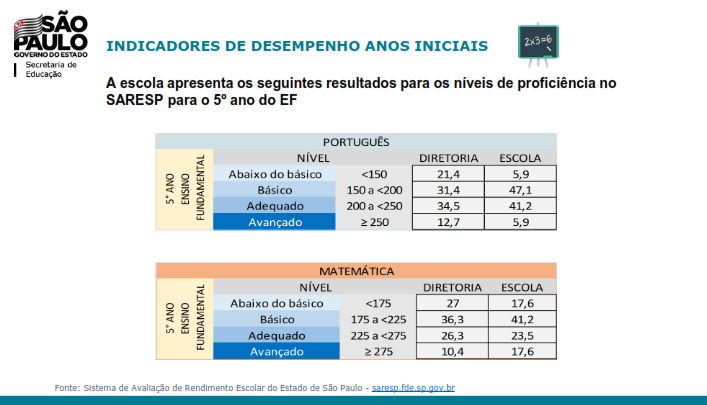 SÃO
PAULO
GOVERNO DO ESTADO
Secretaria de
Educação
INDICADORES DE DESEMPENHO ANOS INICIAIS
2x3=6
A escola apresenta os seguintes resultados para os níveis de proficiência no
SARESP para o 5º ano do EF
PORTUGUÊS
5° ANO
ENSINO
FUNDAMENTAL
NÍVEL DIRETORIA ESCOLA
Abaixo do básico <150 21,4 5,9
Básico 150 a <200 31,4 47,1
Adequado 200 a <250 34,5 41,2
Avançado ≥ 250 12,7 5,9
MATEMÁTICA
5° ANO
ENSINO
FUNDAMENTAL
NÍVEL DIRETORIA ESCOLA
Abaixo do básico <175 27 17,6
Básico 175 a <225 36,3 41,2
Adequado 225 a <275 26,3 23,5
Avançado ≥ 275 10,4 17,6
Fonte: Sistema de Avaliação de Rendimento Escolar do Estado de São Paulo - saresp.fde.sp.gov.br